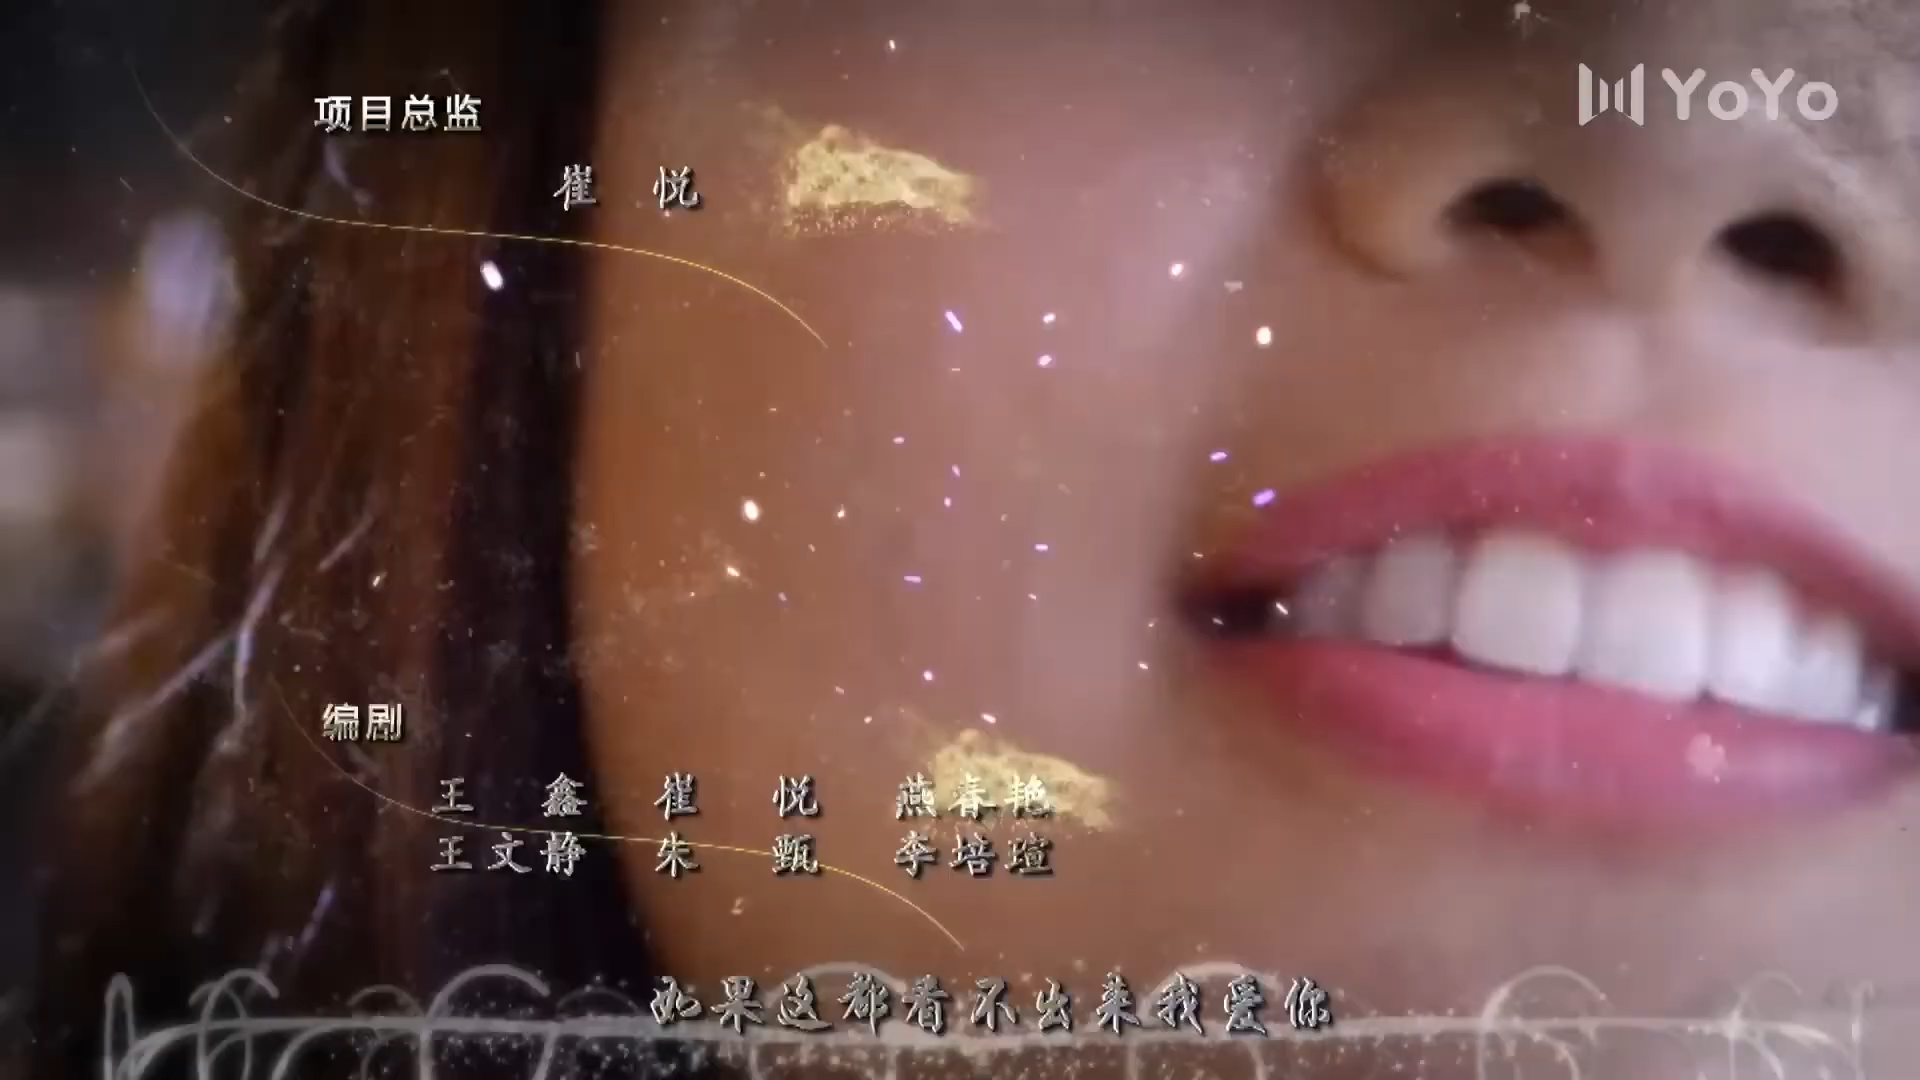 YoYo
项目总监
崔 悦
编剧
王 鑫 崔 悦 燕春艳
王文静 朱 甄 李培瑄
如果这都看不出来我爱你